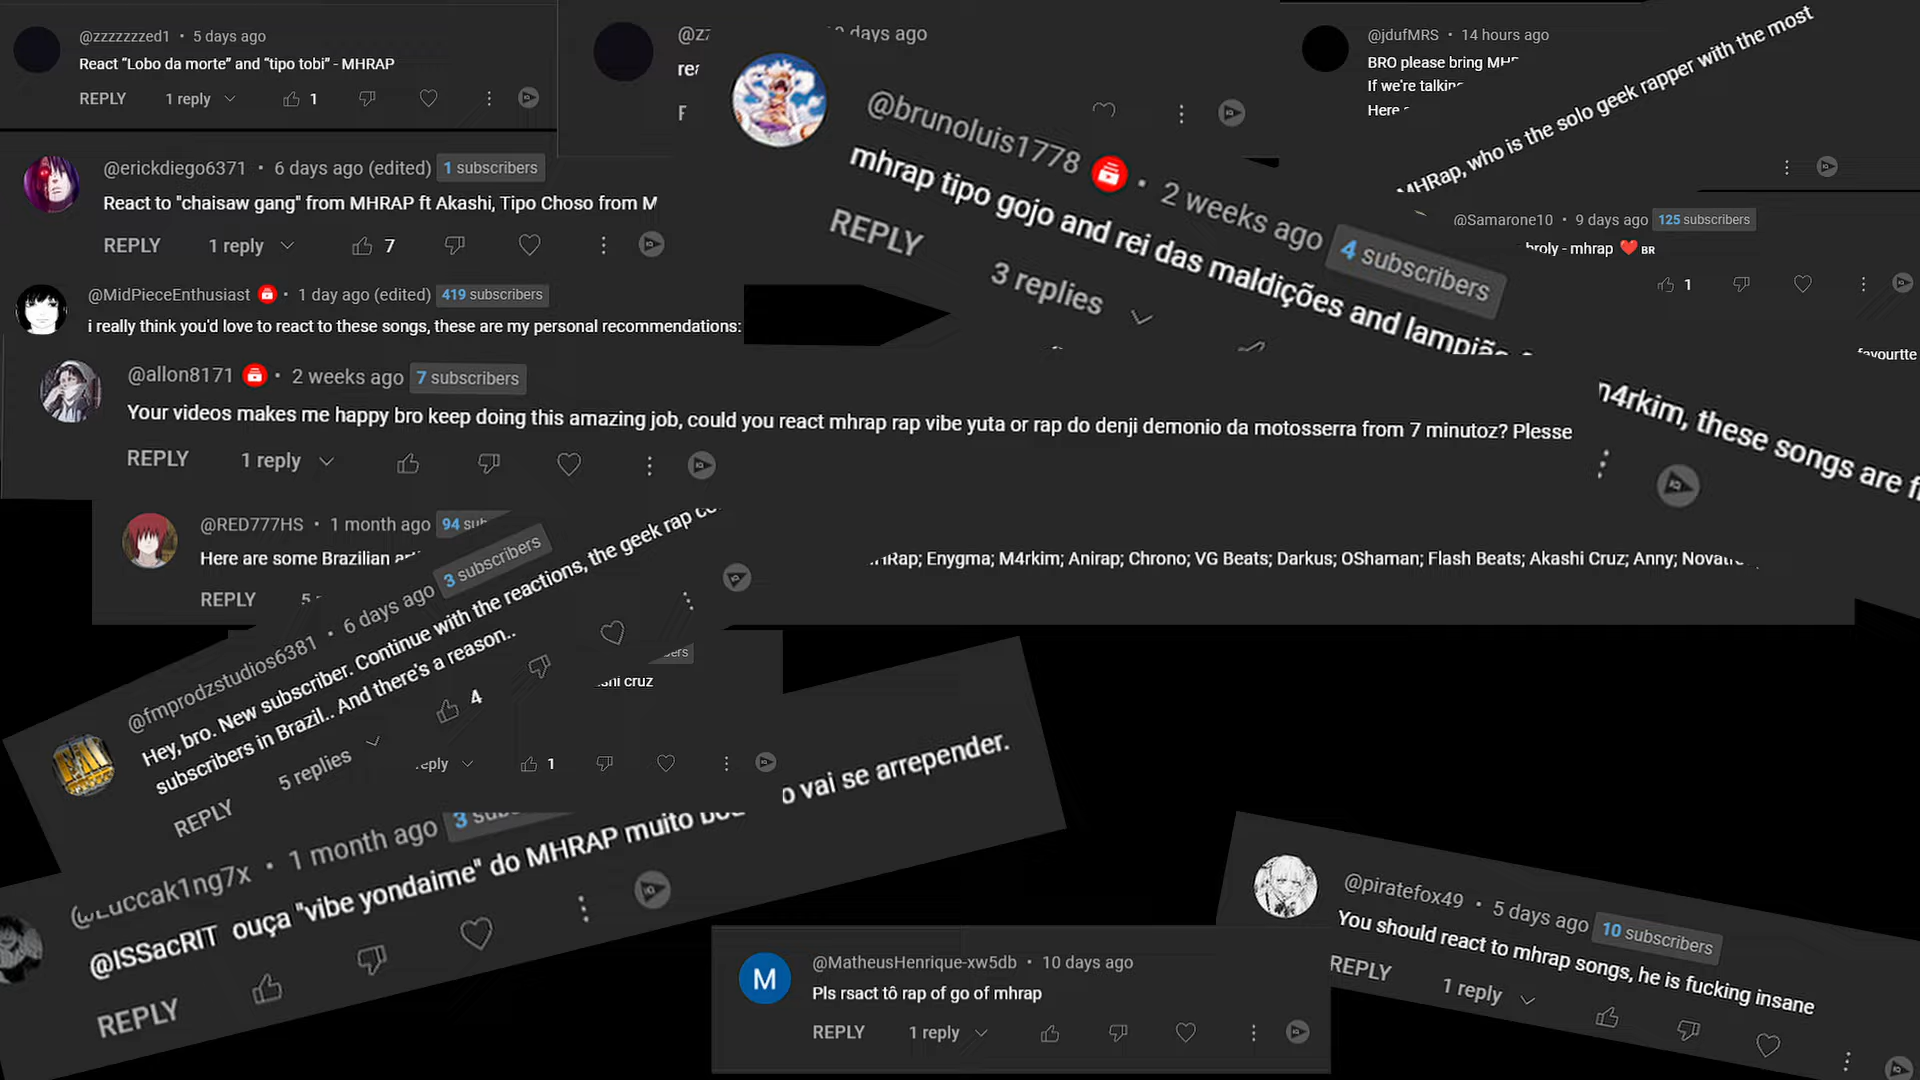 @zzzzzzzed1 • 5 days ago
React “Lobo da morte” and “tipo tobi” - MHRAP
REPLY 1 reply 1
days ago
@jdufMRS • 14 hours ago
BRO please bring
If we're
Here
MHRap, who is the solo geek rapper with the most
@erickdiego6371 • 6 days ago (edited) 1 subscribers
React to "chaisaw gang" from MHRAP ft Akashi, Tipo Choso from M
REPLY 1 reply 7
@brunoluis1778 • 2 weeks ago 4 subscribers
mhrap tipo gojo and rei das maldições and lampião
REPLY
3 replies
@Samarone10 • 9 days ago 125 subscribers
broly - mhrap ❤️ BR
1
@MidPieceEnthusiast • 1 day ago (edited) 419 subscribers
i really think you'd love to react to these songs, these are my personal recommendations:
favourtte
@allon8171 • 2 weeks ago 7 subscribers
Your videos makes me happy bro keep doing this amazing job, could you react mhrap rap vibe yuta or rap do denji demonio da motosserra from 7 minutoz? Plesse
REPLY 1 reply
m4rkim, these songs are
@RED777HS • 1 month ago 94
Here are some Brazilian
REPLY 5
Enygma; M4rkim; Anirap; Chrono; VG Beats; Darkus; OShaman; Flash Beats; Akashi Cruz; Anny;
@fmprodzstudios6381 • 6 days ago 3 subscribers
Hey, bro. New subscriber. Continue with the reactions, the geek rap
subscribers in Brazil.. And there's a reason..
REPLY 5 replies 4
cruz
1
@Luccak1ng7x • 1 month ago 3
@ISSacRIT ouça "vibe yondaime" do MHRAP muito
vai se arrepender.
REPLY
@MatheusHenrique-xw5db • 10 days ago
Pls rsact tô rap of go of mhrap
REPLY 1 reply
@piratefox49 • 5 days ago 10 subscribers
You should react to mhrap songs, he is fucking insane
REPLY 1 reply